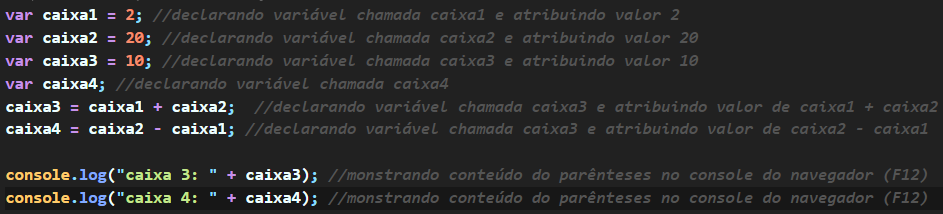 var caixa1 = 2; //declarando variável chamada caixa1 e atribuindo valor 2
var caixa2 = 20; //declarando variável chamada caixa2 e atribuindo valor 20
var caixa3 = 10; //declarando variável chamada caixa3 e atribuindo valor 10
var caixa4; //declarando variável chamada caixa4
caixa3 = caixa1 + caixa2;  //declarando variável chamada caixa3 e atribuindo valor de caixa1 + caixa2
caixa4 = caixa2 - caixa1; //declarando variável chamada caixa3 e atribuindo valor de caixa2 - caixa1
console.log("caixa 3: " + caixa3); //monstrando conteúdo do parênteses no console do navegador (F12)
console.log("caixa 4: " + caixa4); //monstrando conteúdo do parênteses no console do navegador (F12)